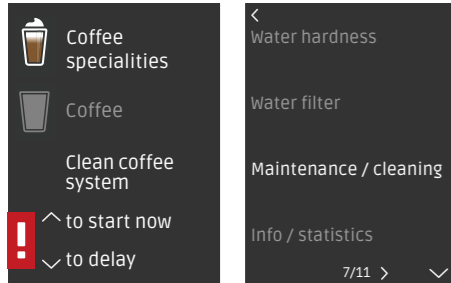 Coffee
specialities
Coffee
Clean coffee
system
to start now
! to delay
<
Water hardness
Water filter
Maintenance / cleaning
Info / statistics
7/11 >